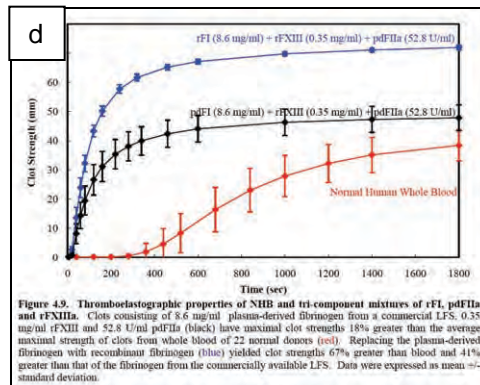 d
rFI (8.6 mg/ml) + rFXIII (0.35 mg/ml) + pdFIIa (52.8 U/ml)
pdFI (8.6 mg/ml) + rFXIII (0.35 mg/ml) + pdFIIa (52.8 U/ml)
Normal Human Whole Blood
Clot Strength (mm)
60
50
40
30
20
10
0
0 200 400 600 800 1000 1200 1400 1600 1800
Time (sec)
Figure 4.9. Thromboelastographic properties of NHB and tri-component mixtures of rFI, pdFIIa
and rFXIIIa. Clots consisting of 8.6 mg/ml plasma-derived fibrinogen from a commercial LFS, 0.35
mg/ml rFXIII and 52.8 U/ml pdFIIa (black) have maximal clot strengths 18% greater than the average
maximal strength of clots from whole blood of 22 normal donors (red). Replacing the plasma-derived
fibrinogen with recombinant fibrinogen (blue) yielded clot strengths 67% greater than blood and 41%
greater than that of the fibrinogen from the commercially available LFS. Data were expressed as mean +/-
standard deviation.